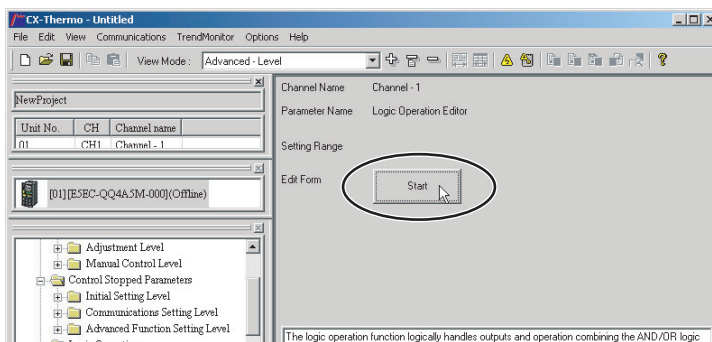 CX-Thermo - Untitled
File Edit View Communications TrendMonitor Options Help
View Mode : Advanced - Level
NewProject
Unit No. CH Channel name
01 CH1 Channel - 1
[01][E5EC-QQ4A5M-000](Offline)
Adjustment Level
Manual Control Level
Control Stopped Parameters
Initial Setting Level
Communications Setting Level
Advanced Function Setting Level
Channel Name Channel - 1
Parameter Name Logic Operation Editor
Setting Range
Edit Form Start
The logic operation function logically handles outputs and operation combining the AND/OR logic